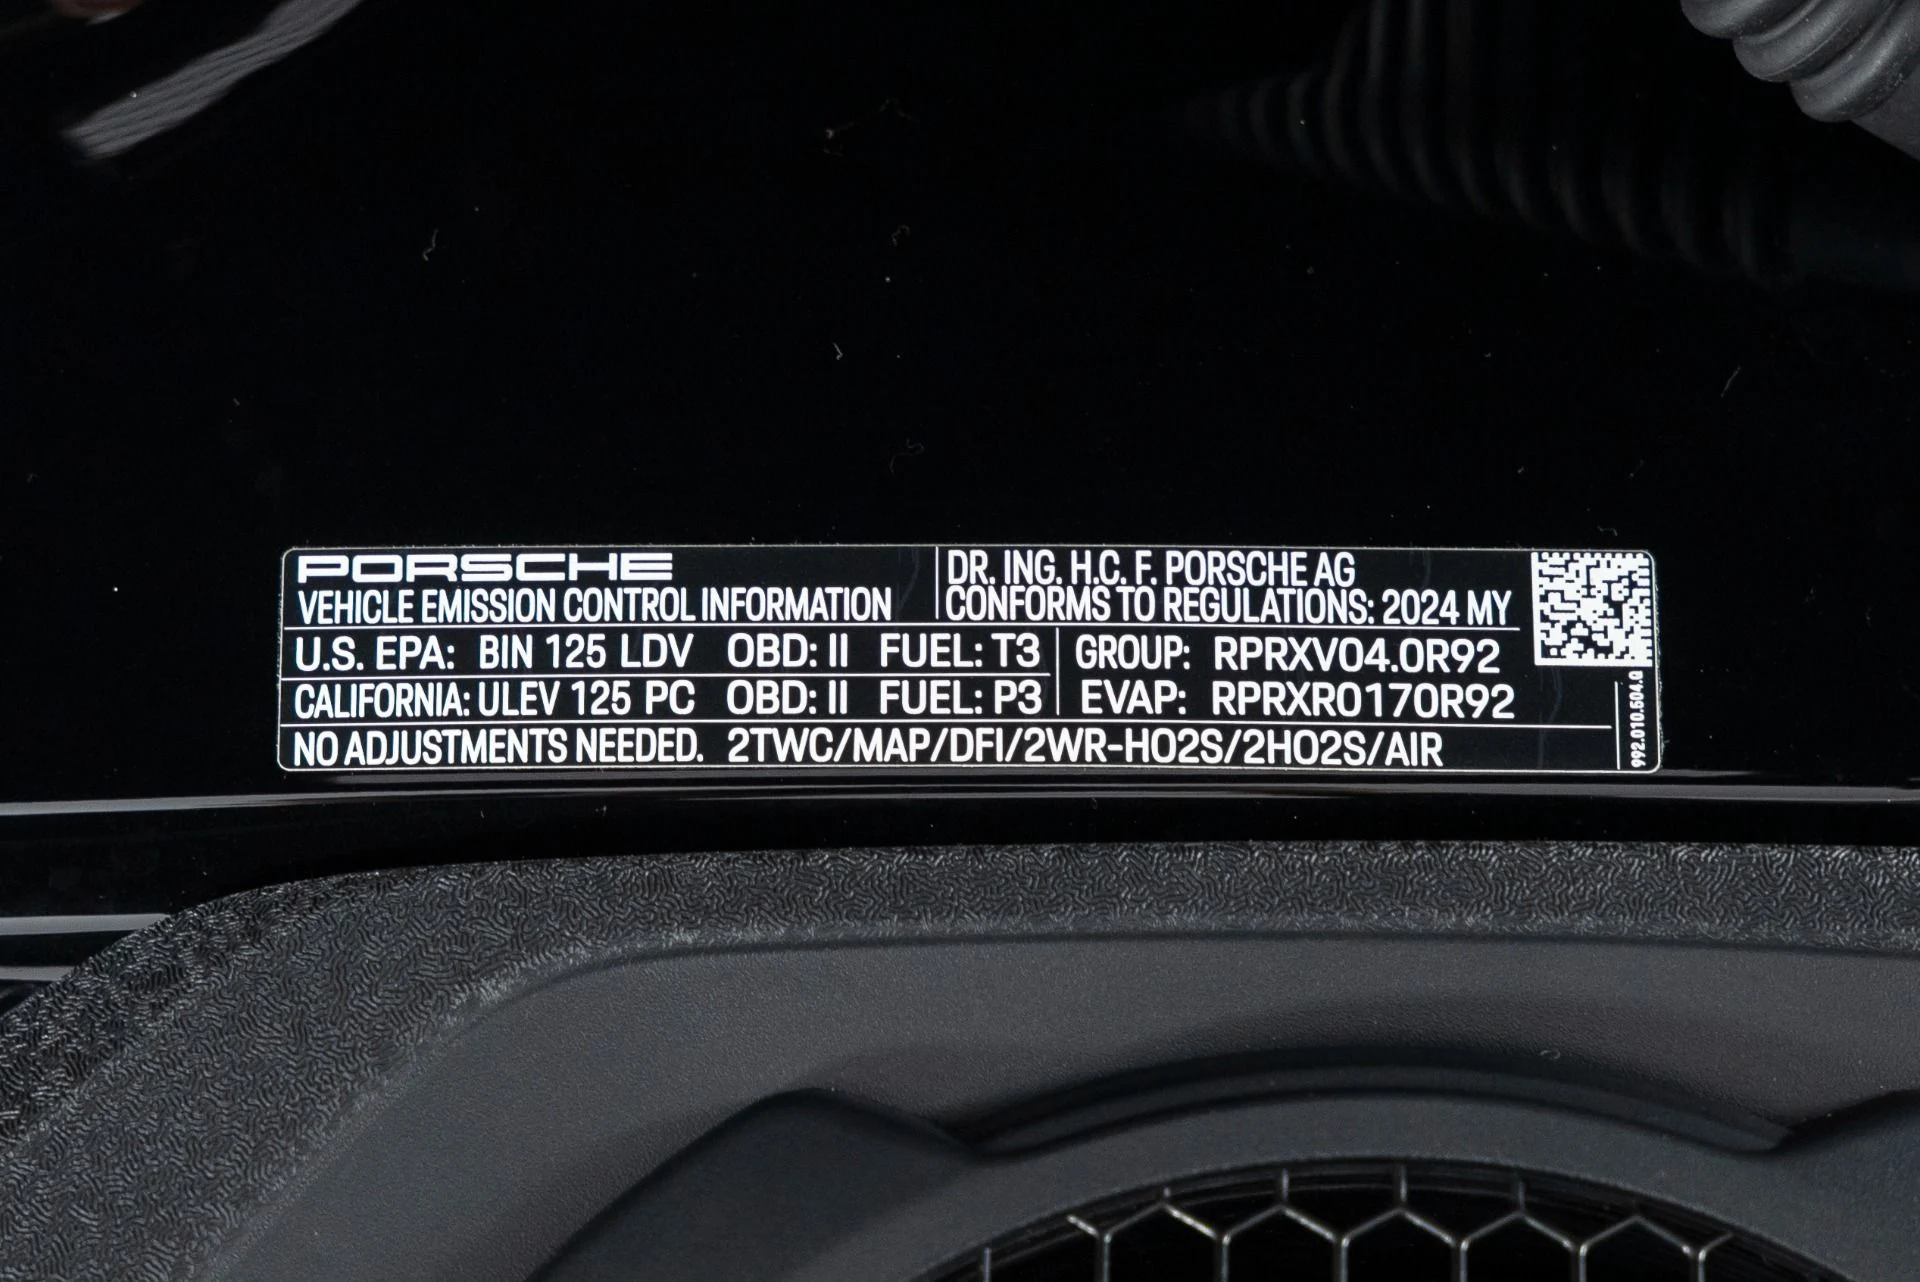 PORSCHE
VEHICLE EMISSION CONTROL INFORMATION
DR. ING. H.C. F. PORSCHE AG
CONFORMS TO REGULATIONS: 2024 MY
U.S. EPA: BIN 125 LDV OBD: II FUEL: T3
GROUP: RPRXV04.0R92
CALIFORNIA: ULEV 125 PC OBD: II FUEL: P3
EVAP: RPRXR0170R92
NO ADJUSTMENTS NEEDED. 2TWC/MAP/DFI/2WR-HO2S/2HO2S/AIR
992.010.604.Q